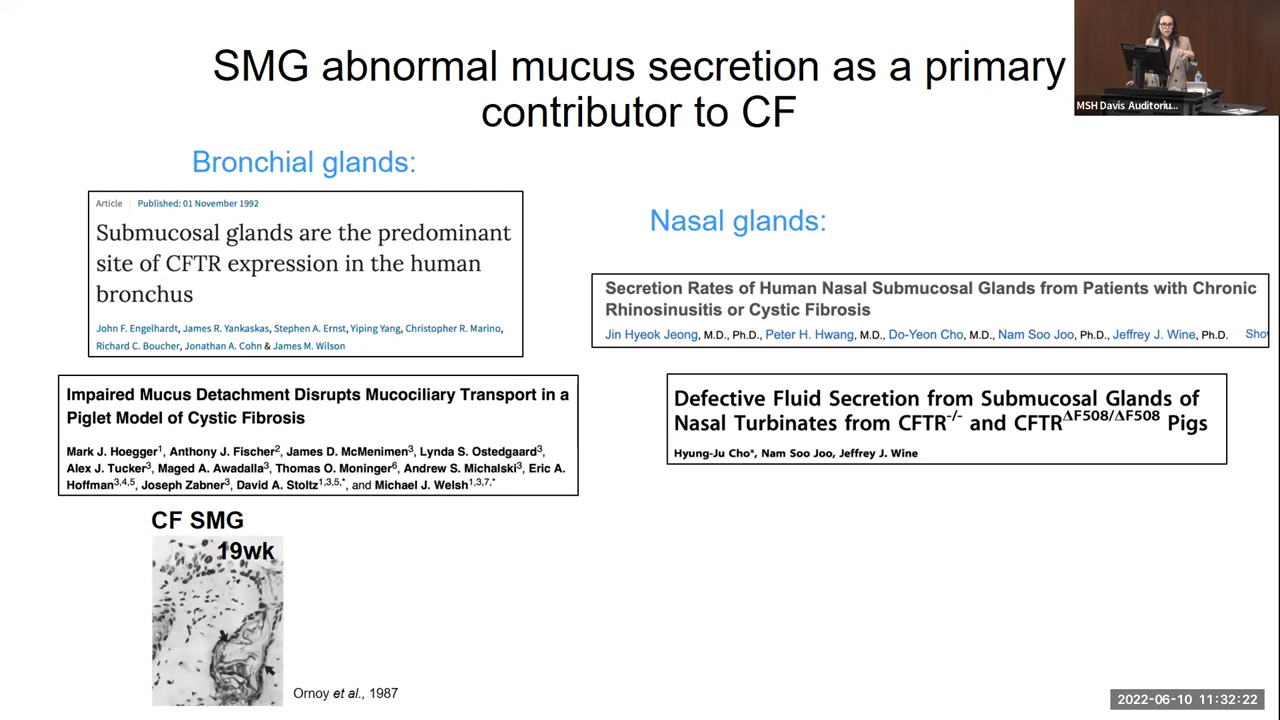 SMG abnormal mucus secretion as a primary
contributor to CF
MSH Davis Auditoriu...
Bronchial glands:
Article | Published: 01 November 1992
Submucosal glands are the predominant
site of CFTR expression in the human
bronchus
John F. Engelhardt, James R. Yankaskas, Stephen A. Ernst, Yiping Yang, Christopher R. Marino,
Richard C. Boucher, Jonathan A. Cohn & James M. Wilson
Impaired Mucus Detachment Disrupts Mucociliary Transport in a
Piglet Model of Cystic Fibrosis
Mark J. Hoegger1, Anthony J. Fischer2, James D. McMenimen3, Lynda S. Ostedgaard3,
Alex J. Tucker3, Maged A. Awadalla3, Thomas O. Moninger6, Andrew S. Michalski3, Eric A.
Hoffman3,4,5, Joseph Zabner3, David A. Stoltz1,3,5,*, and Michael J. Welsh1,3,7,*
CF SMG
19wk
Ornoy et al., 1987
Nasal glands:
Secretion Rates of Human Nasal Submucosal Glands from Patients with Chronic
Rhinosinusitis or Cystic Fibrosis
Jin Hyeok Jeong, M.D., Ph.D., Peter H. Hwang, M.D., Do-Yeon Cho, M.D., Nam Soo Joo, Ph.D., Jeffrey J. Wine, Ph.D. Sho
Defective Fluid Secretion from Submucosal Glands of
Nasal Turbinates from CFTR-/- and CFTRΔF508/ΔF508 Pigs
Hyung-Ju Cho*, Nam Soo Joo, Jeffrey J. Wine
2022-06-10 11:32:22